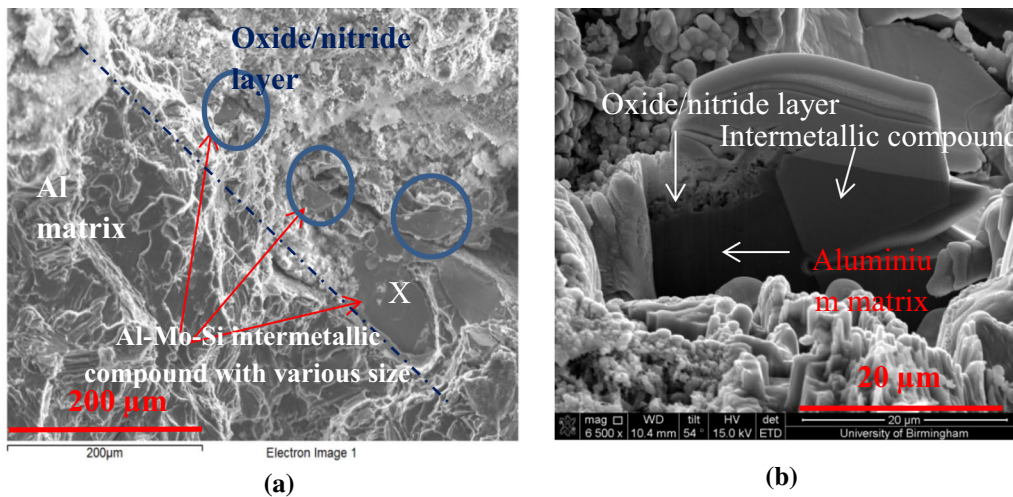 Oxide/nitride
layer
Al
matrix
X
Al-Mo-Si intermetallic
compound with various size
200 µm
200µm
Electron Image 1
(a)
Oxide/nitride layer
Intermetallic compound
Aluminiu
m matrix
20 µm
mag □ WD tilt HV det
6 500 x 10.4 mm 54 ° 15.0 kV ETD
20 µm
University of Birmingham
(b)